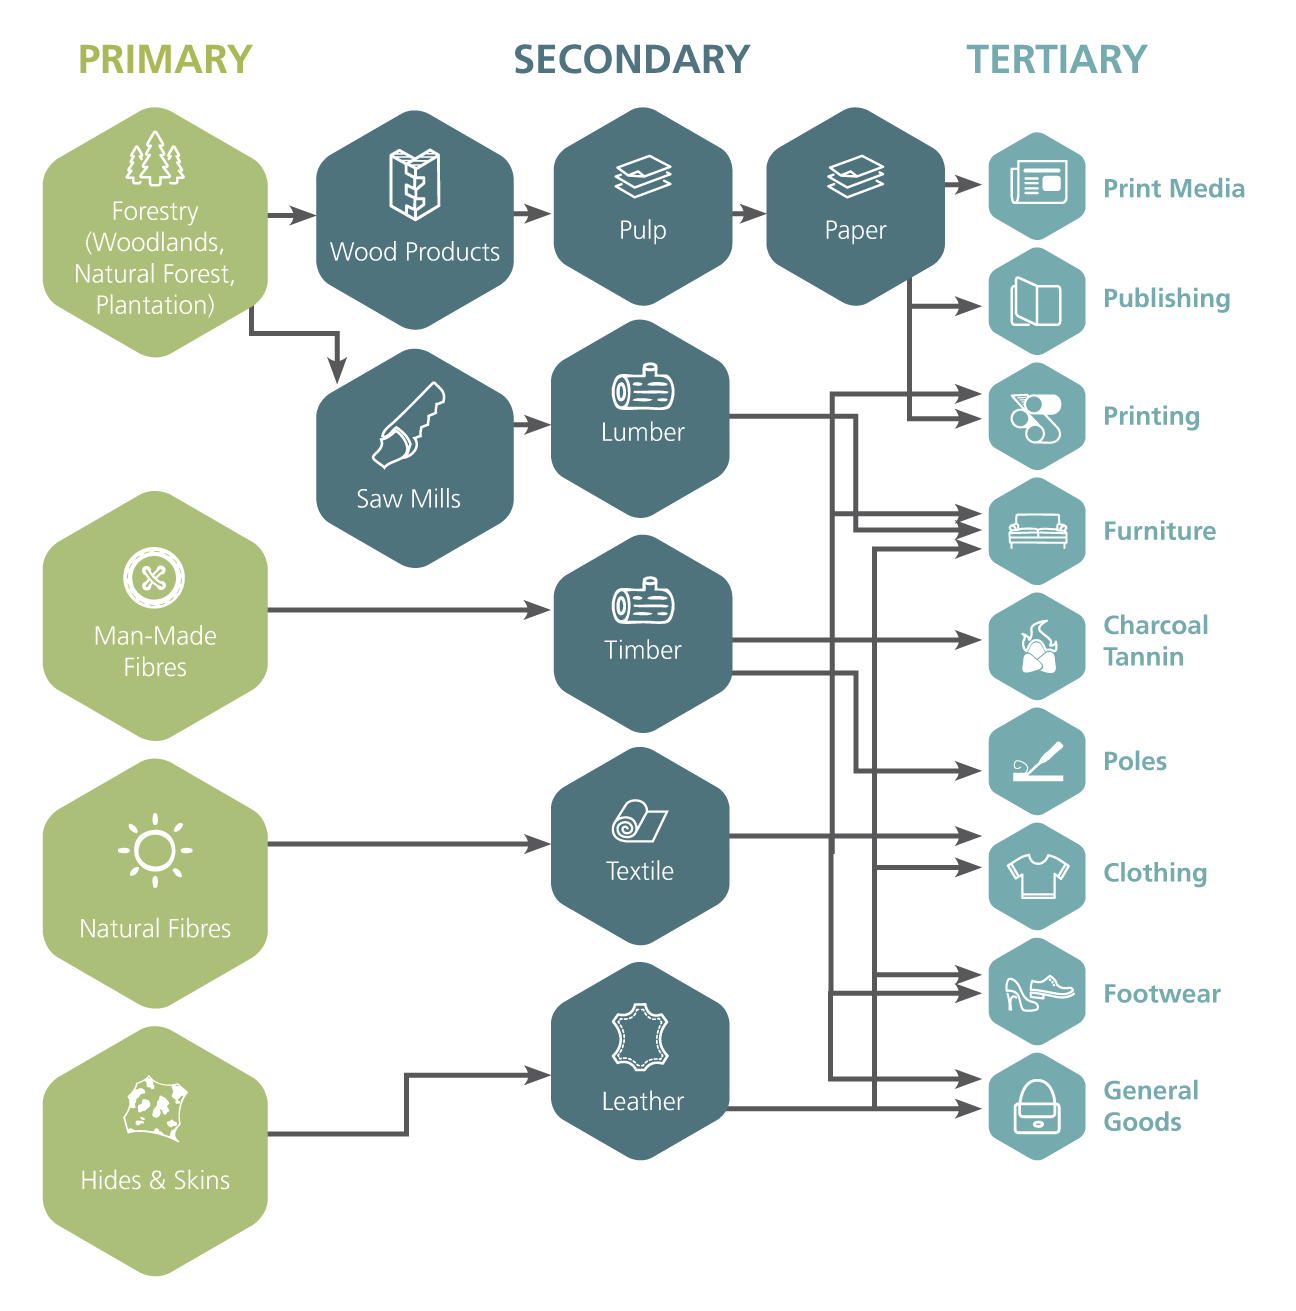 PRIMARY
SECONDARY
TERTIARY
Forestry
(Woodlands,
Natural Forest,
Plantation)
Wood Products
Pulp
Paper
Print Media
Publishing
Saw Mills
Lumber
Printing
Furniture
Man-Made
Fibres
Timber
Charcoal
Tannin
Poles
Natural Fibres
Textile
Clothing
Footwear
Hides & Skins
Leather
General
Goods